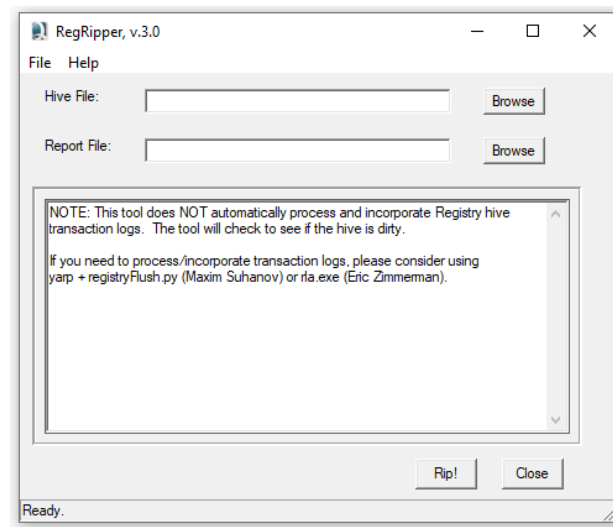 RegRipper, v.3.0
File Help
Hive File:
Browse
Report File:
Browse
NOTE: This tool does NOT automatically process and incorporate Registry hive
transaction logs.  The tool will check to see if the hive is dirty.
If you need to process/incorporate transaction logs, please consider using
yarp + registryFlush.py (Maxim Suhanov) or rla.exe (Eric Zimmerman).
Rip! Close
Ready.